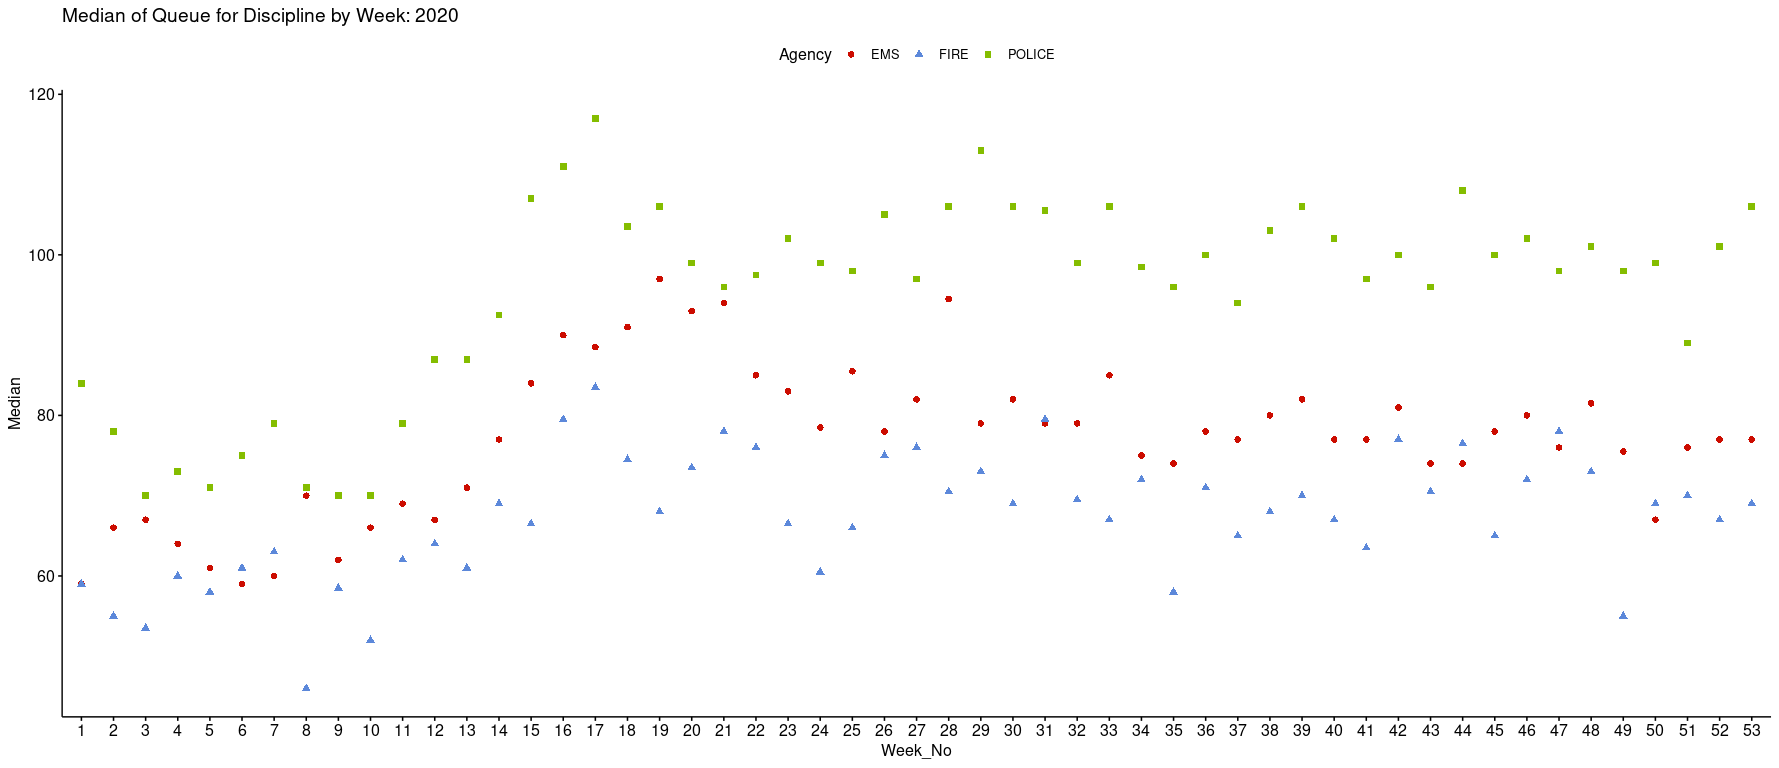 Median of Queue for Discipline by Week: 2020
Agency EMS FIRE POLICE
120
100
80
60
Median
1 2 3 4 5 6 7 8 9 10 11 12 13 14 15 16 17 18 19 20 21 22 23 24 25 26 27 28 29 30 31 32 33 34 35 36 37 38 39 40 41 42 43 44 45 46 47 48 49 50 51 52 53
Week_No